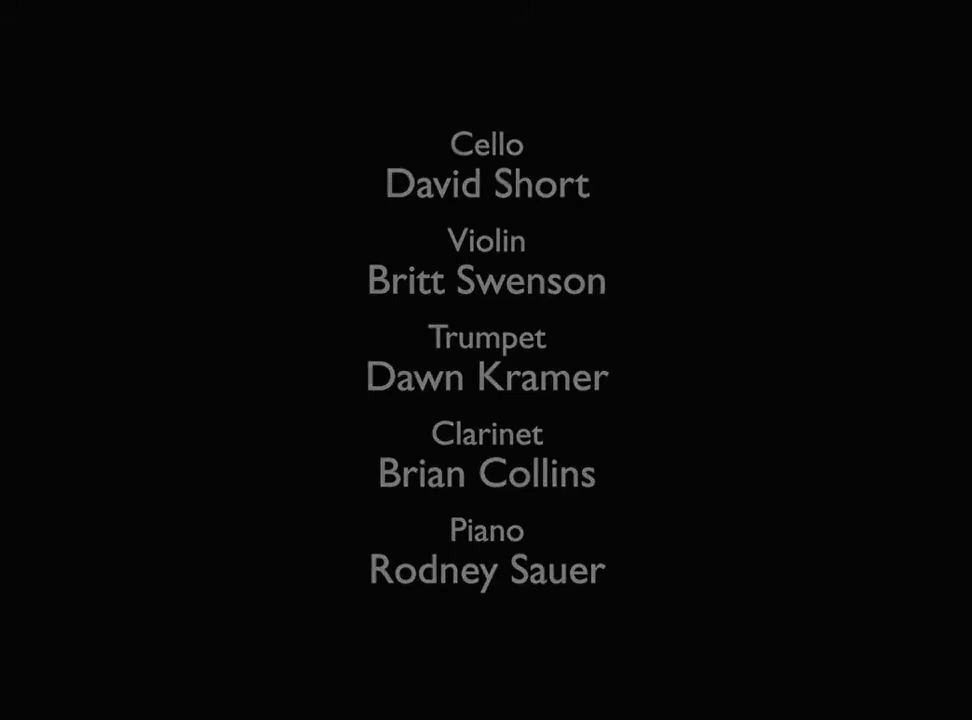 Cello
David Short
Violin
Britt Swenson
Trumpet
Dawn Kramer
Clarinet
Brian Collins
Piano
Rodney Sauer